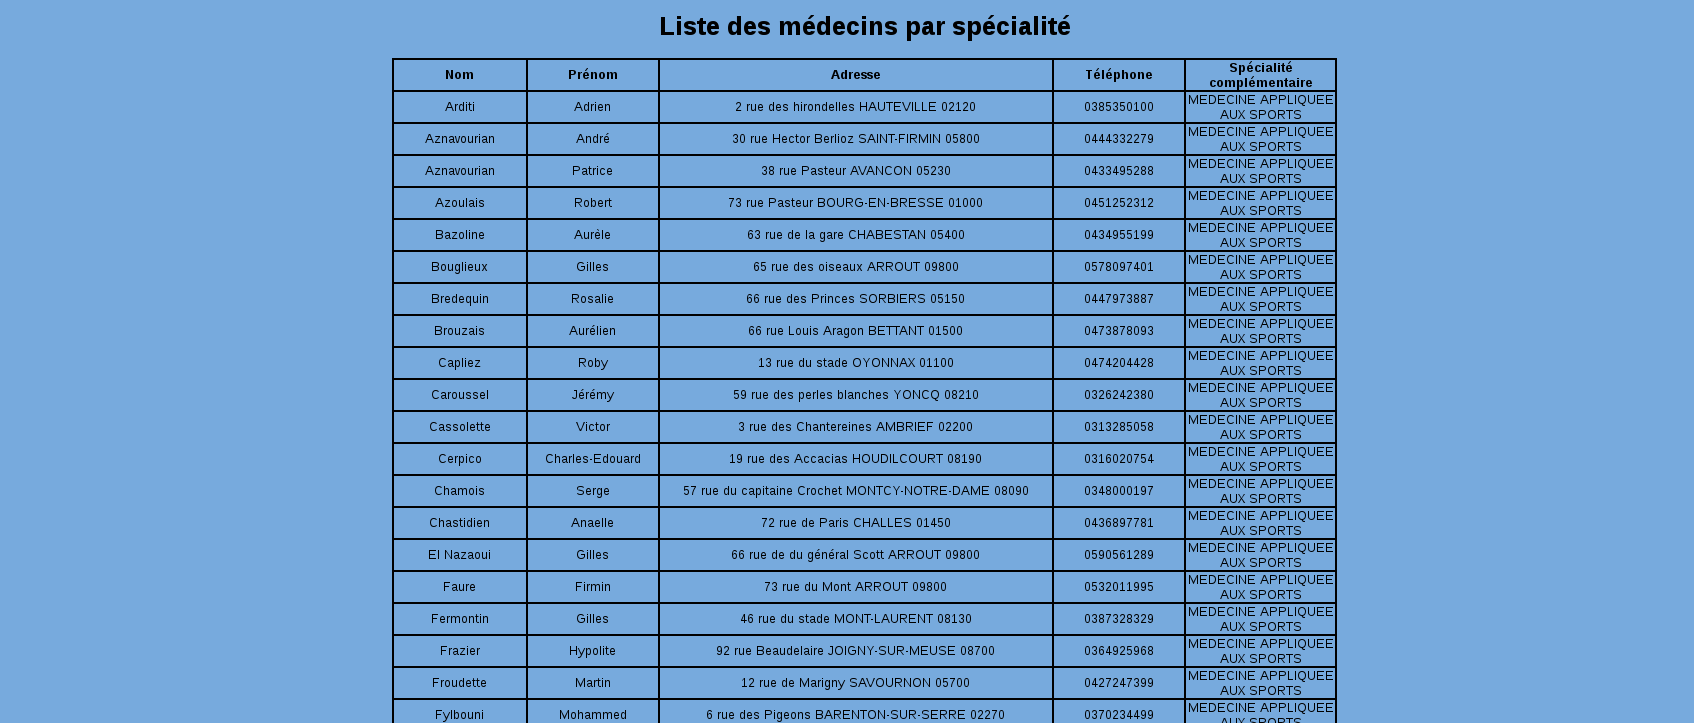 Liste des médecins par spécialité
Nom Prénom Adresse Téléphone Spécialité complémentaire
Arditi Adrien 2 rue des hirondelles HAUTEVILLE 02120 0385350100 MEDECINE APPLIQUEE AUX SPORTS
Aznavourian André 30 rue Hector Berlioz SAINT-FIRMIN 05800 0444332279 MEDECINE APPLIQUEE AUX SPORTS
Aznavourian Patrice 38 rue Pasteur AVANCON 05230 0433495288 MEDECINE APPLIQUEE AUX SPORTS
Azoulais Robert 73 rue Pasteur BOURG-EN-BRESSE 01000 0451252312 MEDECINE APPLIQUEE AUX SPORTS
Bazoline Aurèle 63 rue de la gare CHABESTAN 05400 0434955199 MEDECINE APPLIQUEE AUX SPORTS
Bouglieux Gilles 65 rue des oiseaux ARROUT 09800 0578097401 MEDECINE APPLIQUEE AUX SPORTS
Bredequin Rosalie 66 rue des Princes SORBIERS 05150 0447973887 MEDECINE APPLIQUEE AUX SPORTS
Brouzais Aurélien 66 rue Louis Aragon BETTANT 01500 0473878093 MEDECINE APPLIQUEE AUX SPORTS
Capliez Roby 13 rue du stade OYONNAX 01100 0474204428 MEDECINE APPLIQUEE AUX SPORTS
Caroussel Jérémy 59 rue des perles blanches YONCQ 08210 0326242380 MEDECINE APPLIQUEE AUX SPORTS
Cassolette Victor 3 rue des Chantereines AMBRIEF 02200 0313285058 MEDECINE APPLIQUEE AUX SPORTS
Cerpico Charles-Edouard 19 rue des Accacias HOUDILCOURT 08190 0316020754 MEDECINE APPLIQUEE AUX SPORTS
Chamois Serge 57 rue du capitaine Crochet MONTCY-NOTRE-DAME 08090 0348000197 MEDECINE APPLIQUEE AUX SPORTS
Chastidien Anaelle 72 rue de Paris CHALLES 01450 0436897781 MEDECINE APPLIQUEE AUX SPORTS
El Nazaoui Gilles 66 rue de du général Scott ARROUT 09800 0590561289 MEDECINE APPLIQUEE AUX SPORTS
Faure Firmin 73 rue du Mont ARROUT 09800 0532011995 MEDECINE APPLIQUEE AUX SPORTS
Fermontin Gilles 46 rue du stade MONT-LAURENT 08130 0387328329 MEDECINE APPLIQUEE AUX SPORTS
Frazier Hypolite 92 rue Beaudelaire JOIGNY-SUR-MEUSE 08700 0364925968 MEDECINE APPLIQUEE AUX SPORTS
Froudette Martin 12 rue de Marigny SAVOURNON 05700 0427247399 MEDECINE APPLIQUEE AUX SPORTS
Fylbouni Mohammed 6 rue des Pigeons BARENTON-SUR-SERRE 02270 0370234499 MEDECINE APPLIQUEE AUX SPORTS